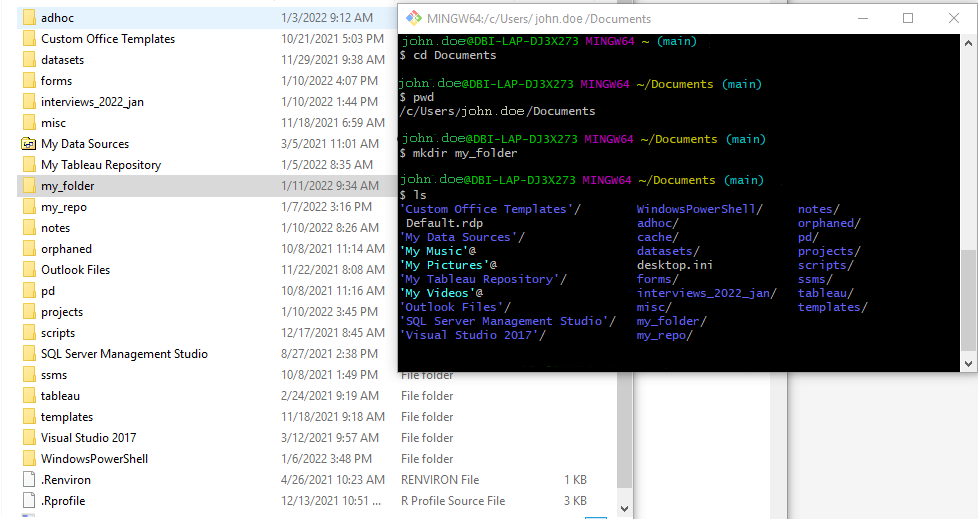 adhoc 1/3/2022 9:12 AM
Custom Office Templates 10/21/2021 5:03 PM
datasets 11/29/2021 9:38 AM
forms 1/10/2022 4:07 PM
interviews_2022_jan 1/10/2022 1:44 PM
misc 11/18/2021 6:59 AM
My Data Sources 3/5/2021 11:01 AM
My Tableau Repository 1/5/2022 8:35 AM
my_folder 1/11/2022 9:34 AM
my_repo 1/7/2022 3:16 PM
notes 1/10/2022 8:26 AM
orphaned 10/8/2021 11:14 AM
Outlook Files 11/22/2021 8:08 AM
pd 10/8/2021 11:16 AM
projects 1/10/2022 3:45 PM
scripts 12/17/2021 8:45 AM
SQL Server Management Studio 8/27/2021 2:38 PM
ssms 10/8/2021 1:49 PM File folder
tableau 2/24/2021 9:19 AM File folder
templates 11/18/2021 9:18 AM File folder
Visual Studio 2017 3/12/2021 9:57 AM File folder
WindowsPowerShell 1/6/2022 3:48 PM File folder
.Renviron 4/26/2021 10:23 AM RENVIRON File 1 KB
.Rprofile 12/13/2021 10:51 ... R Profile Source File 3 KB
MINGW64:/c/Users/ john.doe /Documents
john.doe@DBI-LAP-DJ3X273 MINGW64 ~ (main)
$ cd Documents
john.doe@DBI-LAP-DJ3X273 MINGW64 ~/Documents (main)
$ pwd
/c/Users/john.doe /Documents
john.doe@DBI-LAP-DJ3X273 MINGW64 ~/Documents (main)
$ mkdir my_folder
john.doe@DBI-LAP-DJ3X273 MINGW64 ~/Documents (main)
$ ls
'Custom Office Templates'/ WindowsPowerShell/ notes/
Default.rdp adhoc/ orphaned/
'My Data Sources'/ cache/ pd/
'My Music'@ datasets/ projects/
'My Pictures'@ desktop.ini scripts/
'My Tableau Repository'/ forms/ ssms/
'My Videos'@ interviews_2022_jan/ tableau/
'Outlook Files'/ misc/ templates/
'SQL Server Management Studio'/ my_folder/
'Visual Studio 2017'/ my_repo/